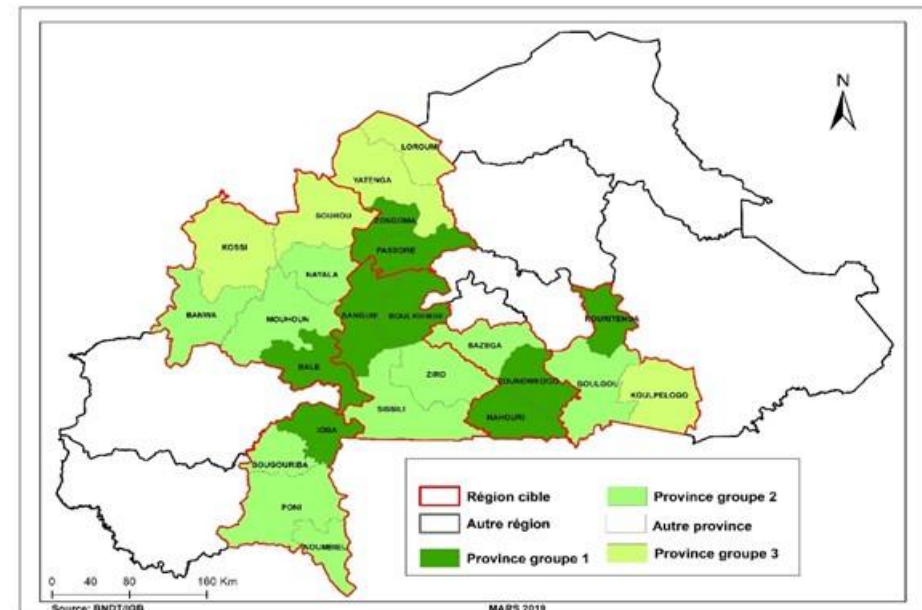 N
LOROUM
YATENGA
SOUROU
ZONDOMA
PASSORE
KOSSI
NAYALA
BANWA
MOUHOUN
SANGUIE
BOULKIEMDE
KOURITENGA
BAZEGA
BALE
ZIRO
ZOUNDWEOGO
BOULGOU
KOULPELOGO
SISSILI
NAHOURI
IOBA
BOUGOURIBA
PONI
NOUMBIEL
Région cible
Autre région
Province groupe 1
Province groupe 2
Autre province
Province groupe 3
0 40 80 160 Km
Source: BNDT/IGB
MARS 2019